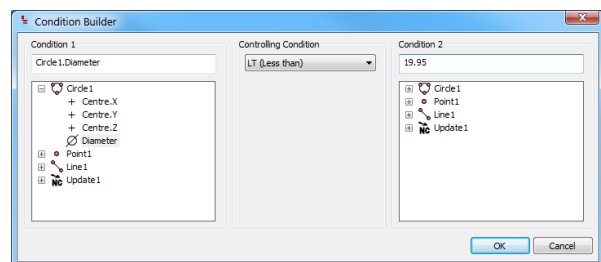 Condition Builder
Condition 1
Controlling Condition
Condition 2
Circle1.Diameter
LT (Less than)
19.95
Circle1
Centre.X
Centre.Y
Centre.Z
Diameter
Point1
Line1
NC Update1
Circle1
Point1
Line1
NC Update1
OK
Cancel